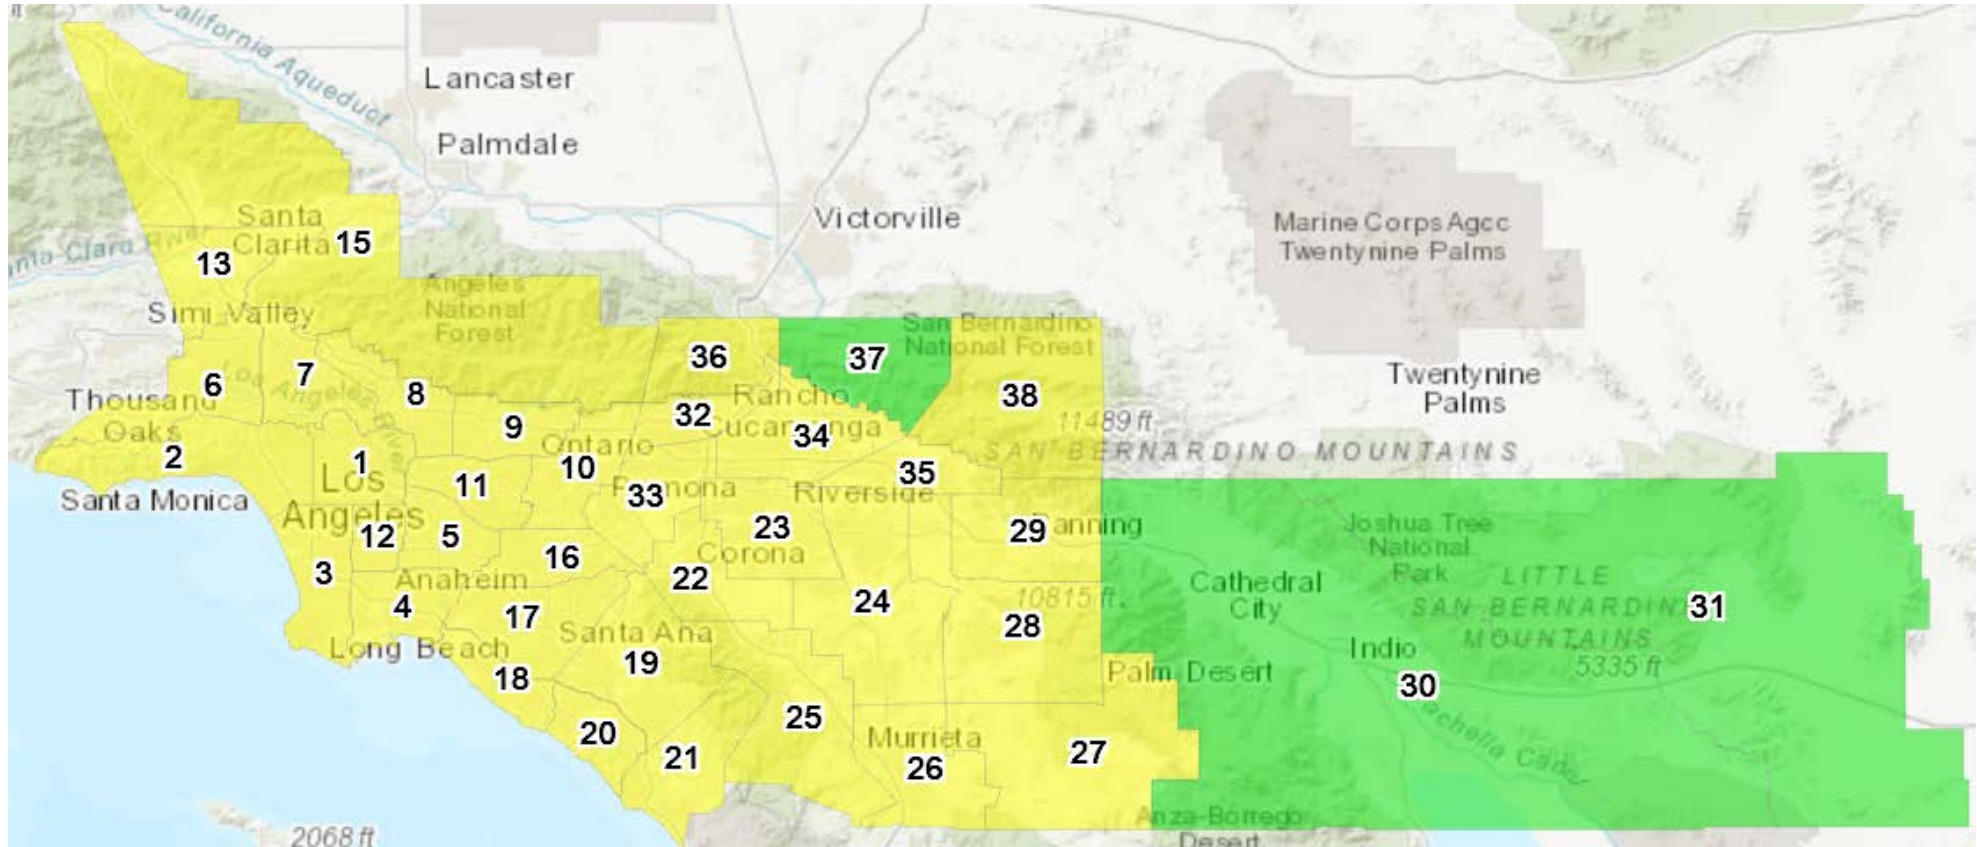 California Aqueduct
Lancaster
Palmdale
Santa
Clarita
15
13
Victorville
Marine Corps Agcc
Twentynine Palms
Angeles
National
Forest
Simi Valley
San Bernardino
National Forest
36
37
7
6
8
38
Twentynine
Palms
Thousand
Oaks
Los Angeles River
Rancho
Cucamonga
32
34
9
11489 ft
SAN BERNARDINO MOUNTAINS
2
1
Ontario
10
35
Los
Angeles
11
33
Pomona
Riverside
Santa Monica
12
5
23
29
Banning
Joshua Tree
National
Park
16
Corona
3
Anaheim
22
Cathedral
City
LITTLE
SAN BERNARDINO
MOUNTAINS
31
4
17
24
10815 ft.
28
Long Beach
Santa Ana
Indio
5335 ft
18
19
Palm Desert
30
20
21
25
Murrieta
26
27
Anza-Borrego
Desert
2068 ft